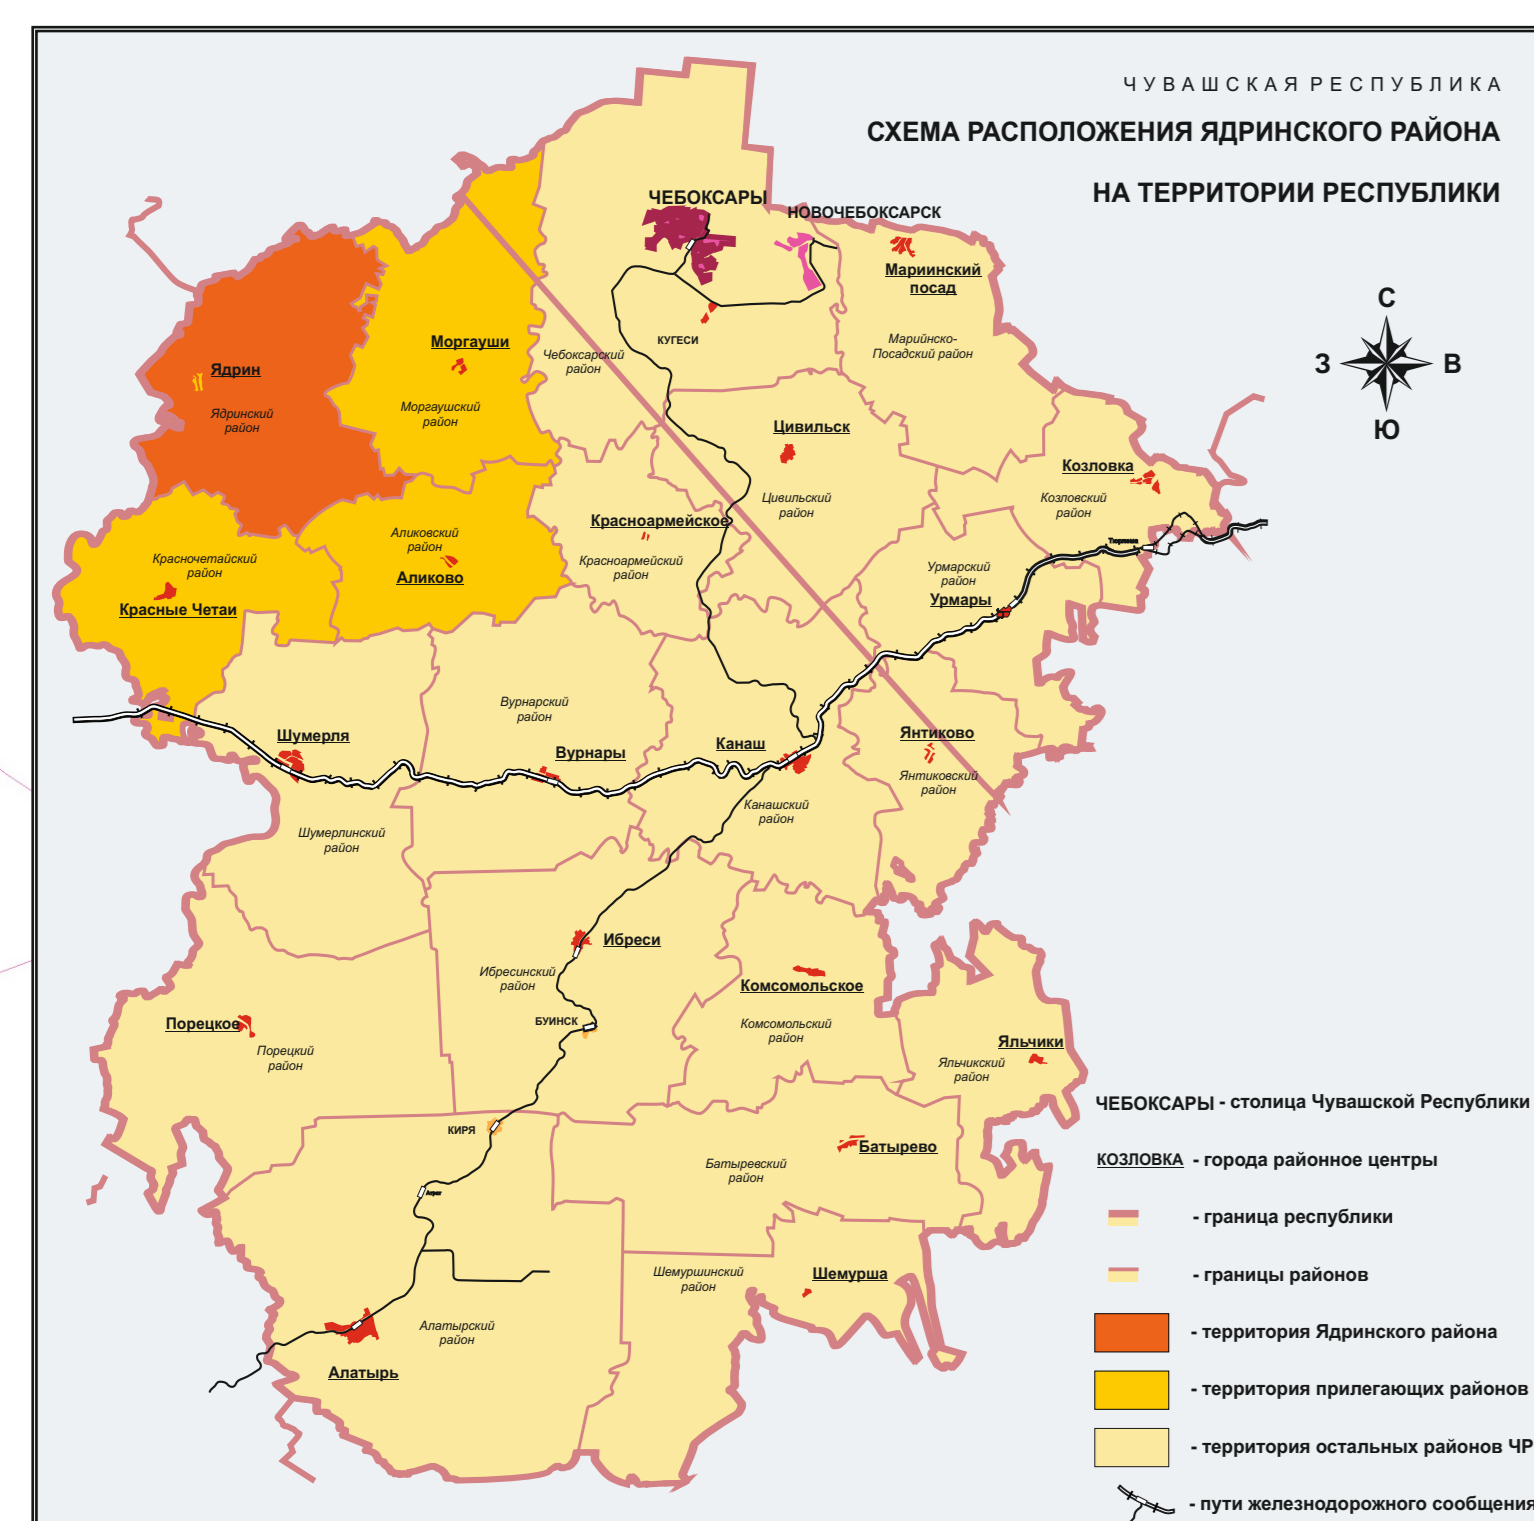 ЧУВАШСКАЯ РЕСПУБЛИКА
СХЕМА РАСПОЛОЖЕНИЯ ЯДРИНСКОГО РАЙОНА
НА ТЕРРИТОРИИ РЕСПУБЛИКИ
ЧЕБОКСАРЫ
НОВОЧЕБОКСАРСК
Мариинский
посад
С
З
В
Ю
КУГЕСИ
Марийнско-
Посадский район
Чебоксарский
район
Моргауши
Моргаушский
район
Ядрин
Ядринский
район
Цивильск
Цивильский
район
Козловка
Козловский
район
Красноармейское
Красноармейский
район
Аликовский
район
Аликово
Красночетайский
район
Красные Четаи
Тюрлема
Урмарский
район
Урмары
Вурнарский
район
Шумерля
Вурнары
Канаш
Янтиково
Янтиковский
район
Канашский
район
Шумерлинский
район
Ибреси
Ибресинский
район
БУИНСК
Комсомольское
Комсомольский
район
Порецкое
Порецкий
район
Яльчики
Яльчикский
район
КИРЯ
Батырево
Батыревский
район
Шемурша
Шемуршинский
район
Алатырский
район
Алатырь
ЧЕБОКСАРЫ - столица Чувашской Республики
КОЗЛОВКА - города районное центры
- граница республики
- границы районов
- территория Ядринского района
- территория прилегающих районов
- территория остальных районов ЧР
- пути железнодорожного сообщения